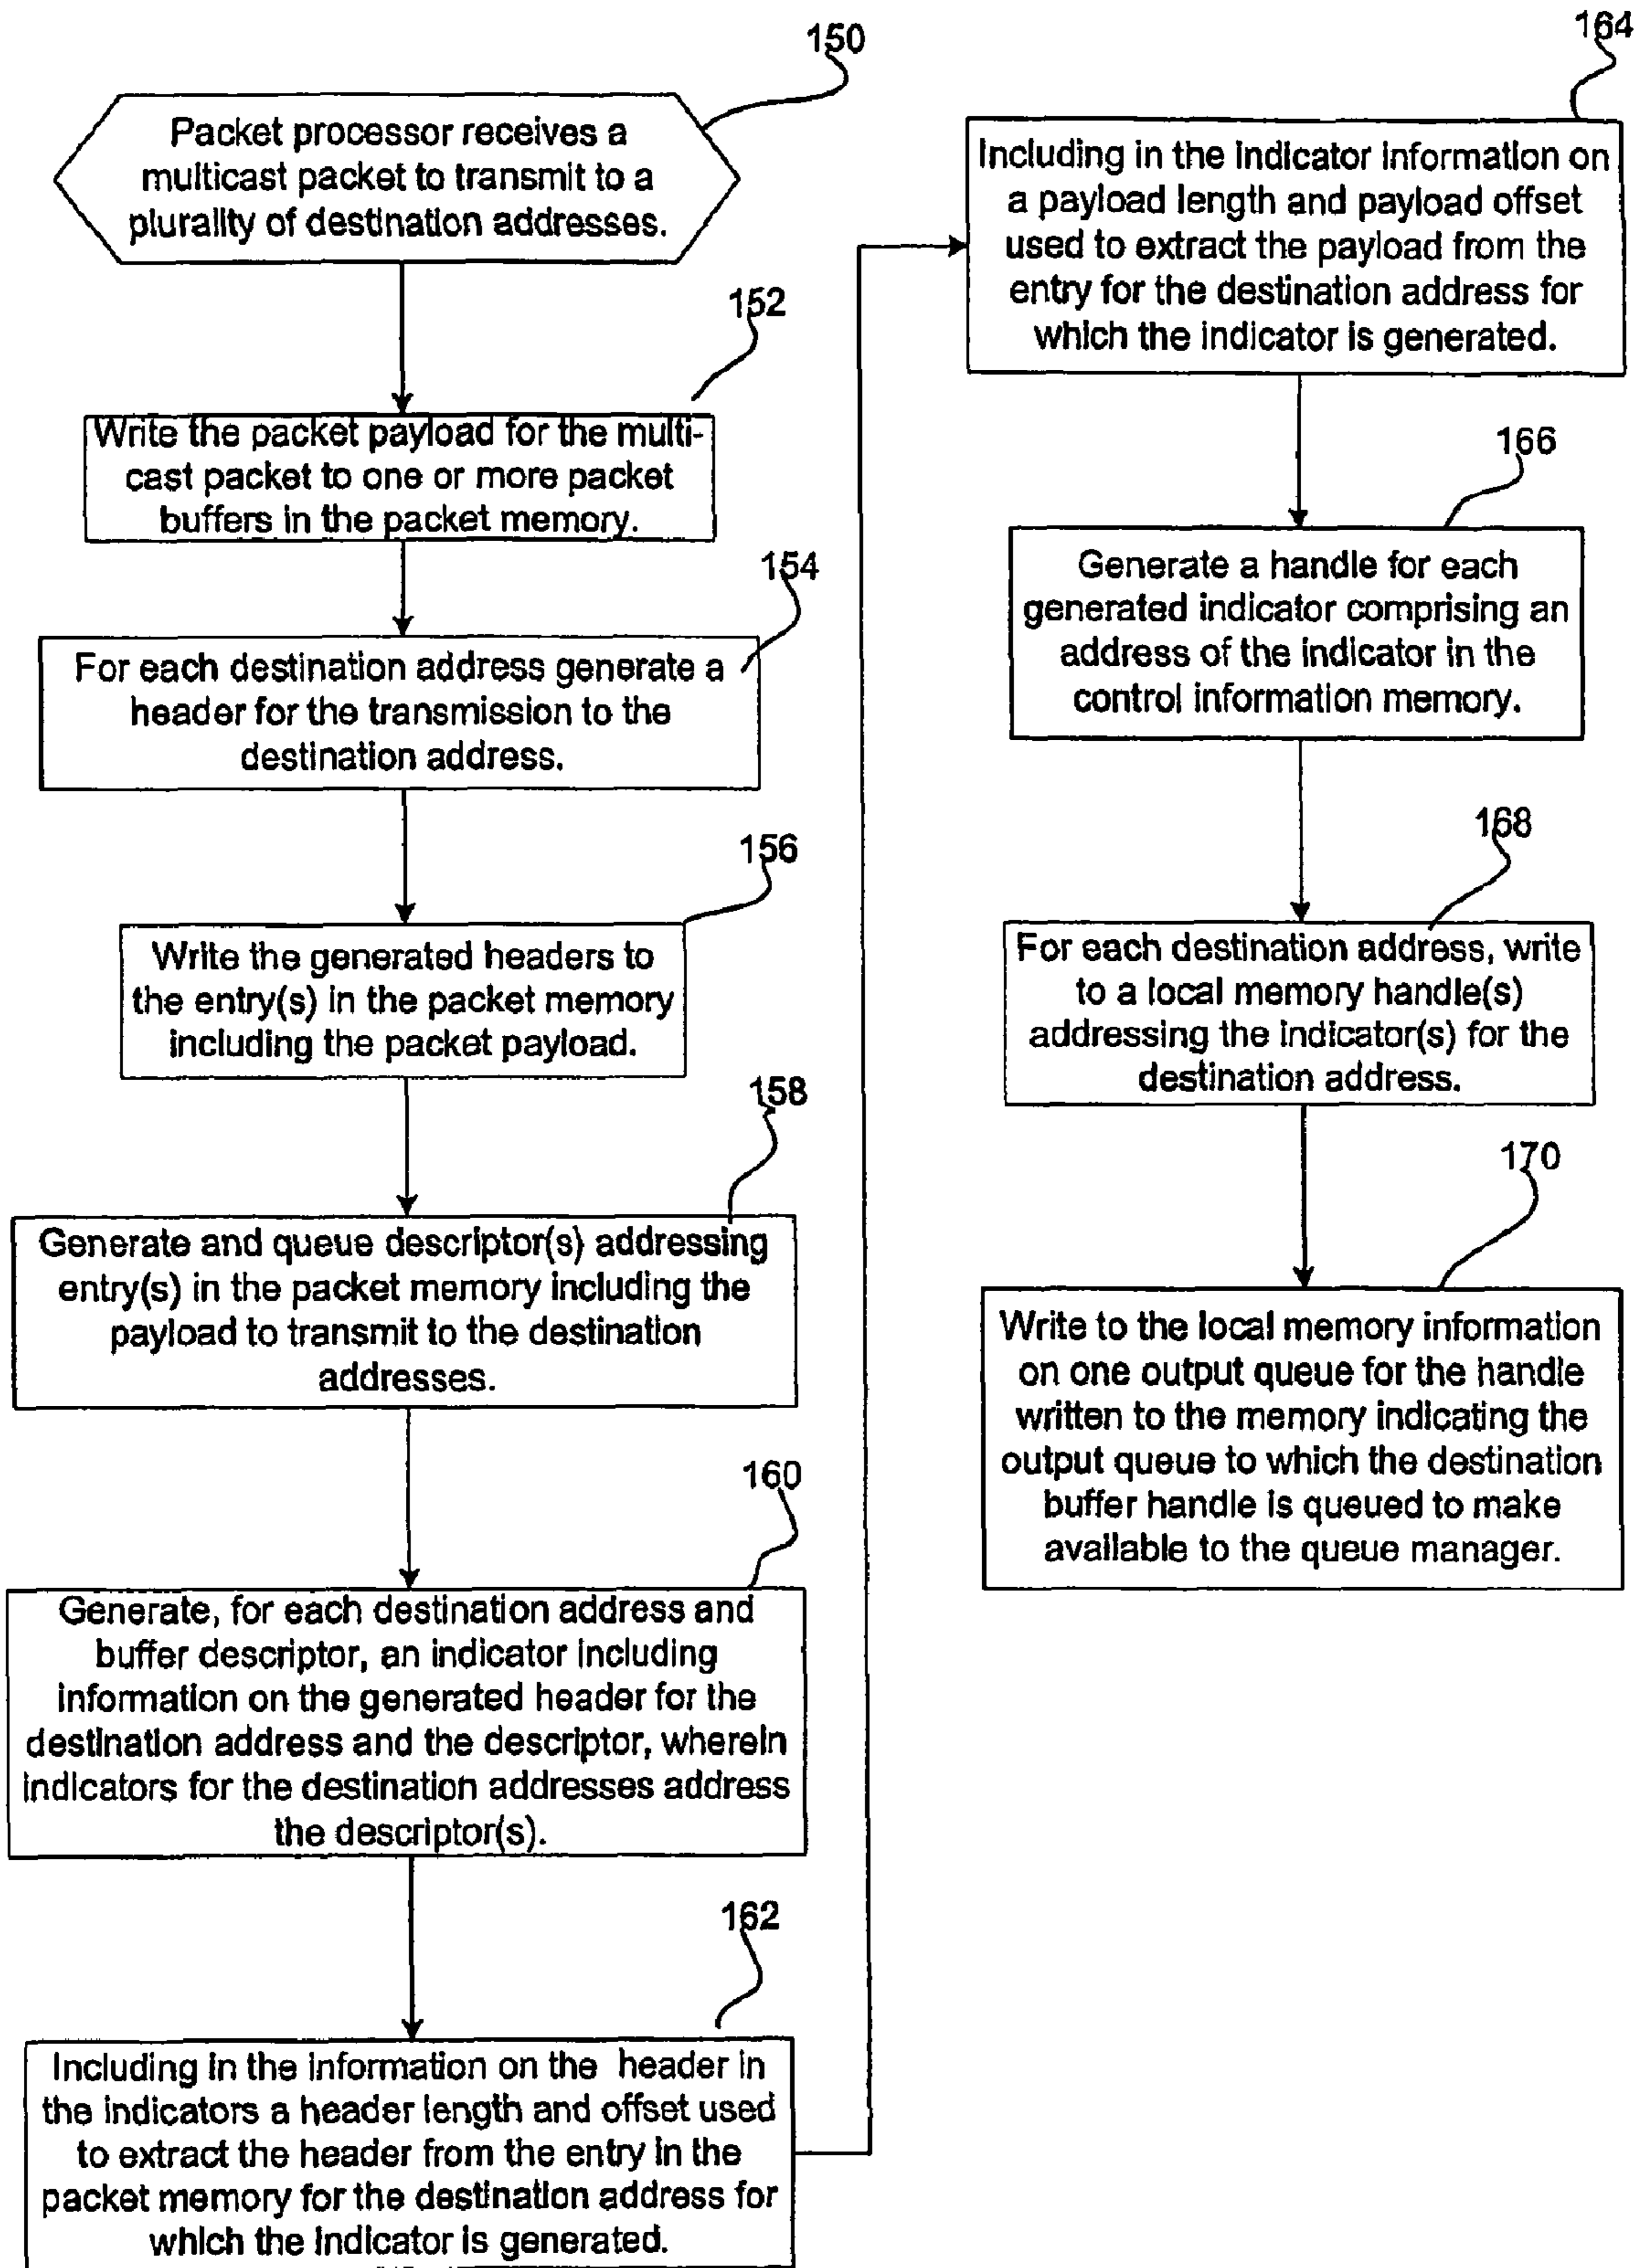 150
Packet processor receives a
multicast packet to transmit to a
plurality of destination addresses.
152
Write the packet payload for the multi-
cast packet to one or more packet
buffers in the packet memory.
154
For each destination address generate a
header for the transmission to the
destination address.
156
Write the generated headers to
the entry(s) in the packet memory
including the packet payload.
158
Generate and queue descriptor(s) addressing
entry(s) in the packet memory including the
payload to transmit to the destination
addresses.
160
Generate, for each destination address and
buffer descriptor, an indicator including
information on the generated header for the
destination address and the descriptor, wherein
indicators for the destination addresses address
the descriptor(s).
162
Including in the information on the header in
the indicators a header length and offset used
to extract the header from the entry in the
packet memory for the destination address for
which the indicator is generated.
164
Including in the indicator information on
a payload length and payload offset
used to extract the payload from the
entry for the destination address for
which the indicator is generated.
166
Generate a handle for each
generated indicator comprising an
address of the indicator in the
control information memory.
168
For each destination address, write
to a local memory handle(s)
addressing the indicator(s) for the
destination address.
170
Write to the local memory information
on one output queue for the handle
written to the memory indicating the
output queue to which the destination
buffer handle is queued to make
available to the queue manager.